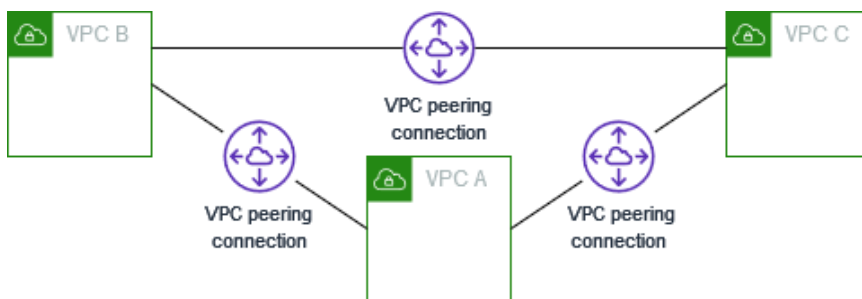 VPC B
VPC C
VPC peering
connection
VPC A
VPC peering
connection
VPC peering
connection